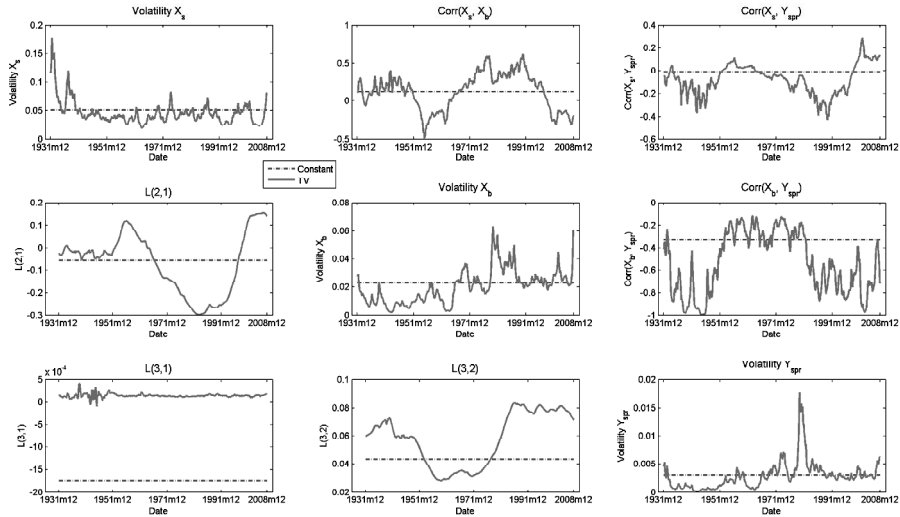 Volatility X_s
Volatility X_s
0.2
0.15
0.1
0.05
0
1931m12 1951m12 1971m12 1991m12 2008m12
Date
Corr(X_s, X_b)
Corr(X_s, X_b)
1
0.5
0
-0.5
1931m12 1951m12 1971m12 1991m12 2008m12
Date
Corr(X_s, Y_spr)
Corr(X_s, Y_spr)
0.4
0.2
0
-0.2
-0.4
-0.6
1931m12 1951m12 1971m12 1991m12 2008m12
Date
Constant
TV
L(2,1)
L(2,1)
0.2
0.1
0
-0.1
-0.2
-0.3
1931m12 1951m12 1971m12 1991m12 2008m12
Date
Volatility X_b
Volatility X_b
0.08
0.06
0.04
0.02
0
1931m12 1951m12 1971m12 1991m12 2008m12
Date
Corr(X_b, Y_spr)
Corr(X_b, Y_spr)
0
-0.2
-0.4
-0.6
-0.8
-1
1931m12 1951m12 1971m12 1991m12 2008m12
Date
L(3,1)
L(3,1)
x 10^-4
5
0
-5
-10
-15
-20
1931m12 1951m12 1971m12 1991m12 2008m12
Date
L(3,2)
L(3,2)
0.1
0.08
0.06
0.04
0.02
1931m12 1951m12 1971m12 1991m12 2008m12
Date
Volatility Y_spr
Volatility Y_spr
0.02
0.015
0.01
0.005
0
1931m12 1951m12 1971m12 1991m12 2008m12
Date